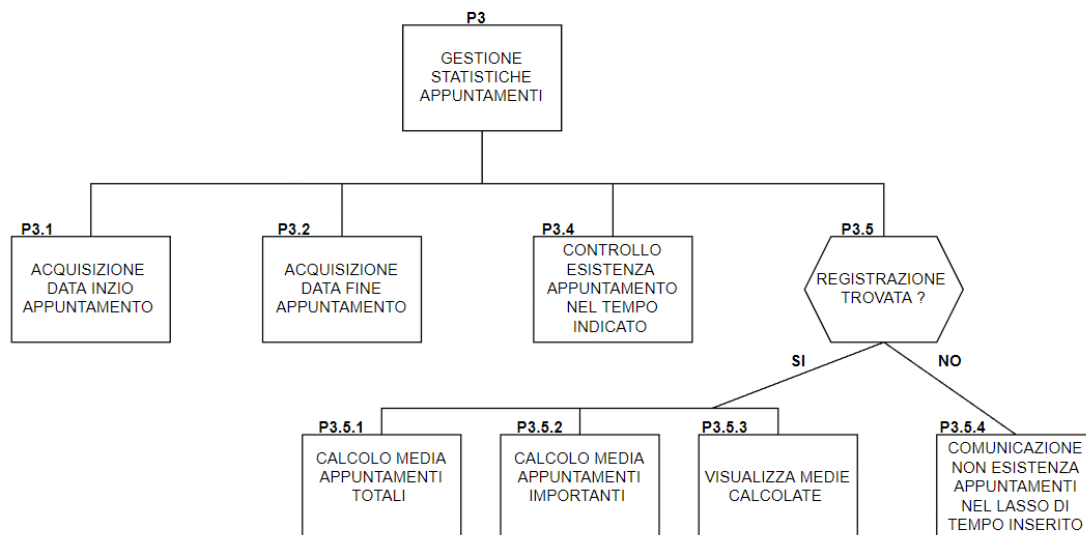 P3
GESTIONE
STATISTICHE
APPUNTAMENTI
P3.1
ACQUISIZIONE
DATA INZIO
APPUNTAMENTO
P3.2
ACQUISIZIONE
DATA FINE
APPUNTAMENTO
P3.4
CONTROLLO
ESISTENZA
APPUNTAMENTO
NEL TEMPO
INDICATO
P3.5
REGISTRAZIONE
TROVATA ?
SI
NO
P3.5.1
CALCOLO MEDIA
APPUNTAMENTI
TOTALI
P3.5.2
CALCOLO MEDIA
APPUNTAMENTI
IMPORTANTI
P3.5.3
VISUALIZZA MEDIE
CALCOLATE
P3.5.4
COMUNICAZIONE
NON ESISTENZA
APPUNTAMENTI
NEL LASSO DI
TEMPO INSERITO